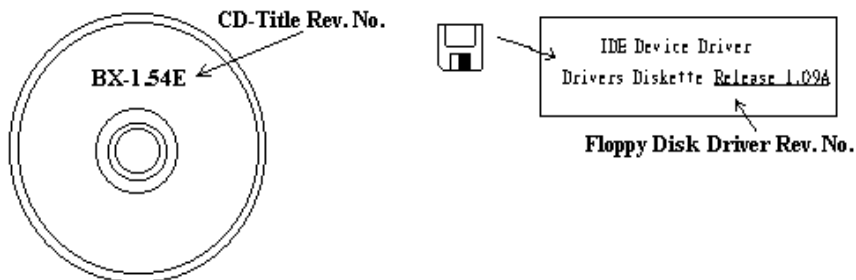 CD-Title Rev. No.
BX-1.54E
IDE Device Driver
Drivers Diskette Release 1.09A
Floppy Disk Driver Rev. No.